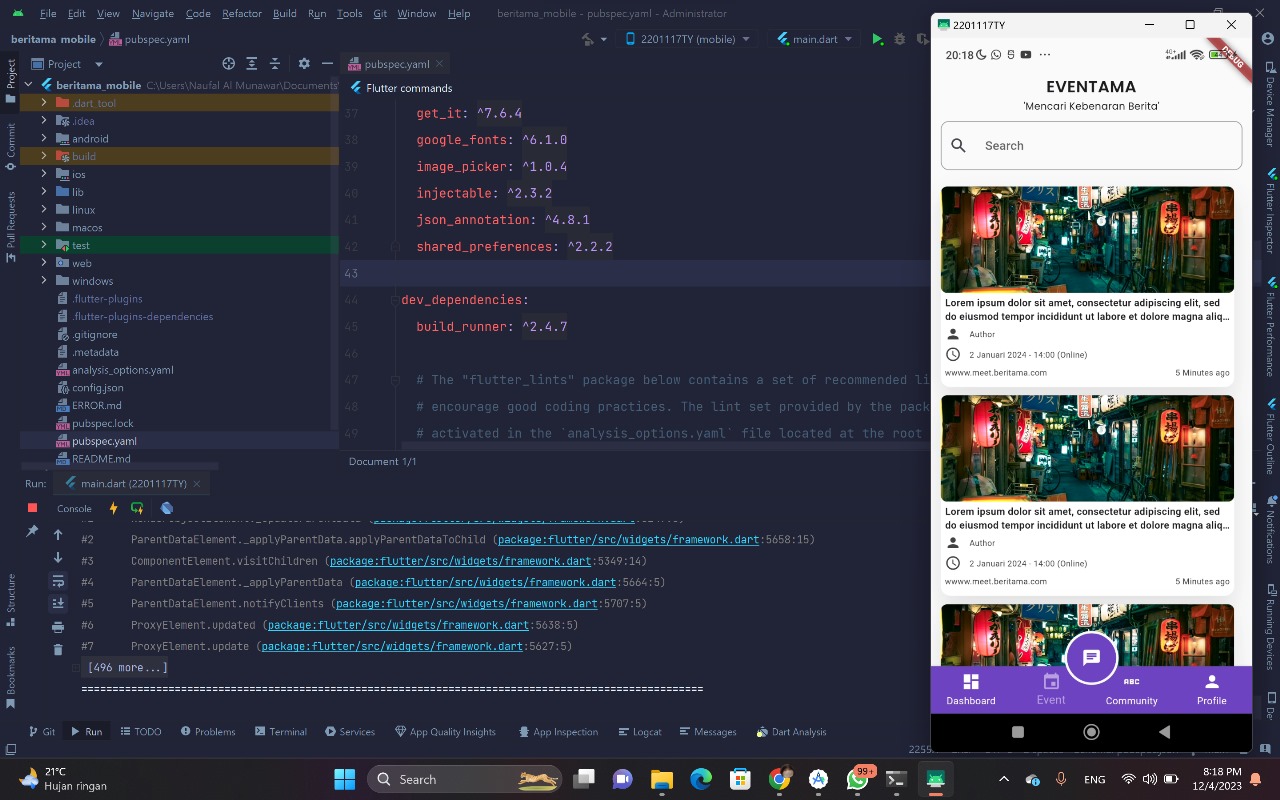 File Edit View Navigate Code Refactor Build Run Tools Git Window Help beritama_mobile - pubspec.yaml - Administrator
beritama_mobile pubspec.yaml 2201117TY (mobile) main.dart
Project pubspec.yaml
beritama_mobile C:\Users\Naufal Al Munawar\Documents\
.dart_tool
.idea
android
build
ios
lib
linux
macos
test
web
windows
.flutter-plugins
.flutter-plugins-dependencies
.gitignore
.metadata
analysis_options.yaml
config.json
ERROR.md
pubspec.lock
pubspec.yaml
README.md
Project
Commit
Pull Requests
Structure
Bookmarks
Flutter commands
37 get_it: ^7.6.4
38 google_fonts: ^6.1.0
39 image_picker: ^1.0.4
40 injectable: ^2.3.2
41 json_annotation: ^4.8.1
42 shared_preferences: ^2.2.2
43
44 dev_dependencies:
45 build_runner: ^2.4.7
46
47 # The "flutter_lints" package below contains a set of recommended li
48 # encourage good coding practices. The lint set provided by the pack
49 # activated in the `analysis_options.yaml` file located at the root
Document 1/1
Run: main.dart (2201117TY)
Console
#2 ParentDataElement._applyParentData.applyParentDataToChild (package:flutter/src/widgets/framework.dart:5658:15)
#3 ComponentElement.visitChildren (package:flutter/src/widgets/framework.dart:5349:14)
#4 ParentDataElement._applyParentData (package:flutter/src/widgets/framework.dart:5664:5)
#5 ParentDataElement.notifyClients (package:flutter/src/widgets/framework.dart:5707:5)
#6 ProxyElement.updated (package:flutter/src/widgets/framework.dart:5638:5)
#7 ProxyElement.update (package:flutter/src/widgets/framework.dart:5627:5)
[496 more...]
====================================================================================================
Git Run TODO Problems Terminal Services App Quality Insights App Inspection Logcat Messages Dart Analysis
2201117TY
20:18
EVENTAMA
'Mencari Kebenaran Berita'
Search
串場
Lorem ipsum dolor sit amet, consectetur adipiscing elit, sed
do eiusmod tempor incididunt ut labore et dolore magna aliq...
Author
2 Januari 2024 - 14:00 (Online)
www.meet.beritama.com 5 Minutes ago
串場
Lorem ipsum dolor sit amet, consectetur adipiscing elit, sed
do eiusmod tempor incididunt ut labore et dolore magna aliq...
Author
2 Januari 2024 - 14:00 (Online)
www.meet.beritama.com 5 Minutes ago
Dashboard Event ABC Community Profile
Device Manager
Flutter Inspector
Flutter Performance
Flutter Outline
Notifications
Running Devices
21°C
Hujan ringan
Search
99+
ENG
8:18 PM
12/4/2023